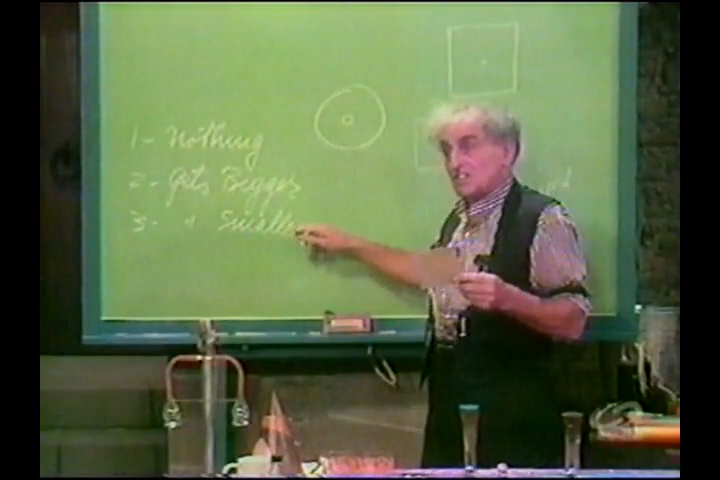 1- Nothing
2- Gets Bigger
3- " Smaller